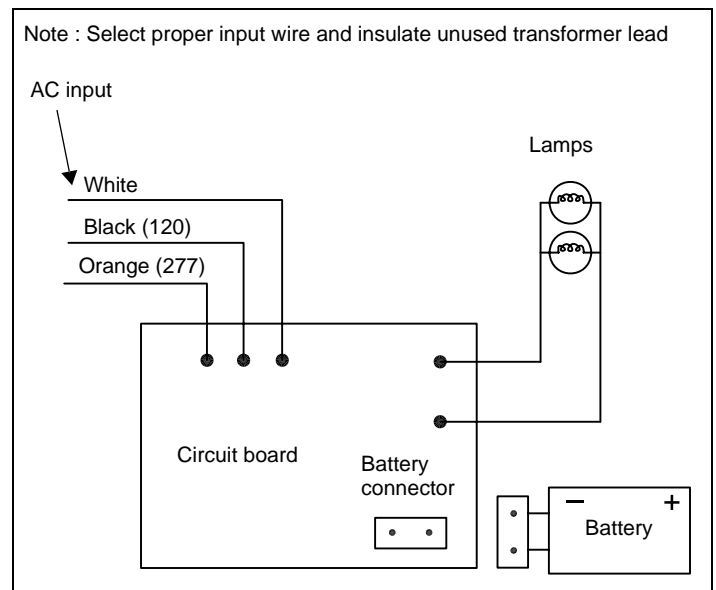 Note : Select proper input wire and insulate unused transformer lead
AC input
Lamps
White
Black (120)
Orange (277)
Circuit board
Battery
connector
− +
Battery